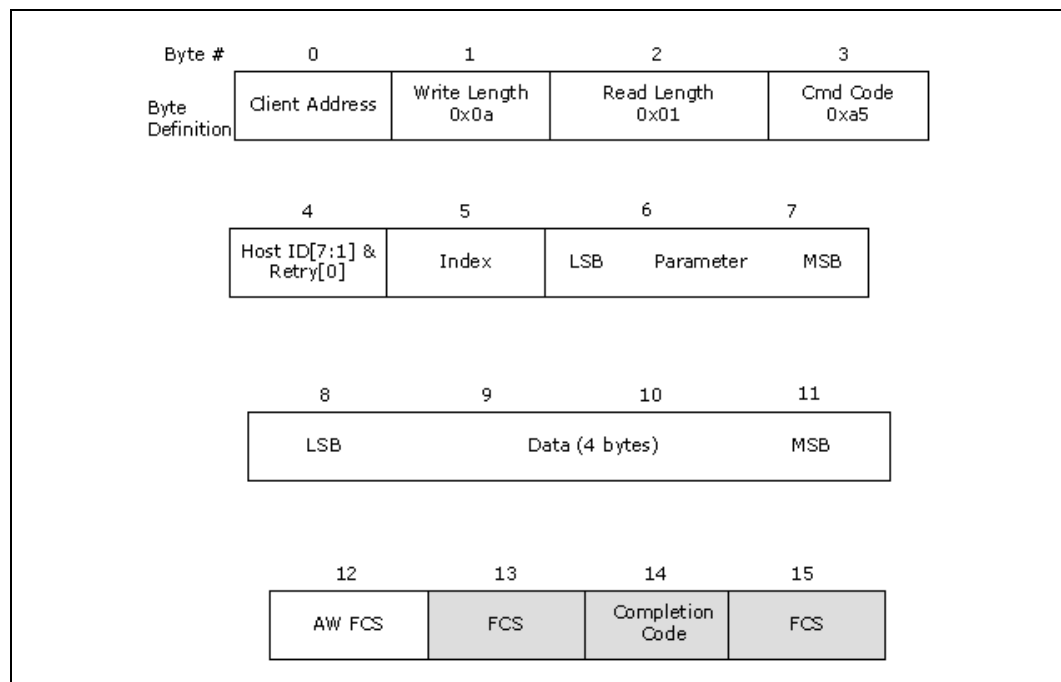 Byte # 0 1 2 3
Byte Definition
Client Address
Write Length
0x0a
Read Length
0x01
Cmd Code
0xa5
4 5 6 7
Host ID[7:1] &
Retry[0]
Index
LSB Parameter MSB
8 9 10 11
LSB Data (4 bytes) MSB
12 13 14 15
AW FCS
FCS
Completion
Code
FCS